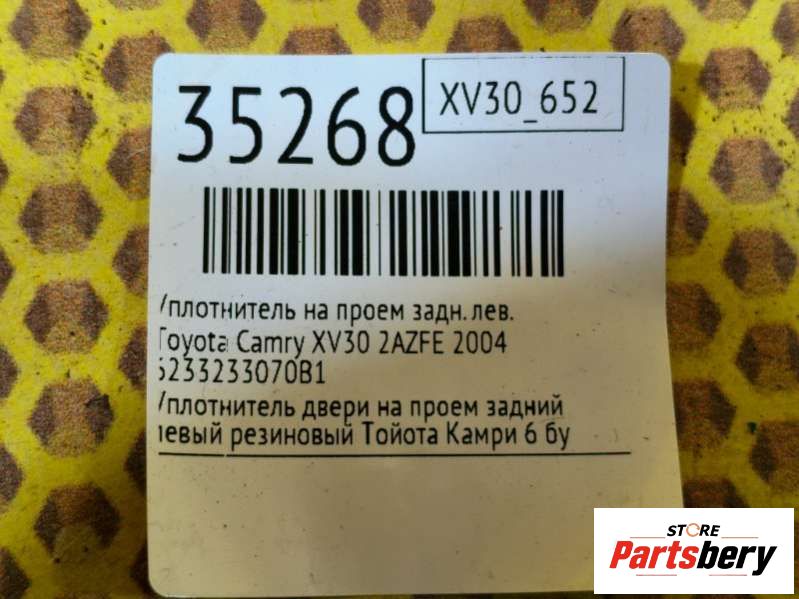 35268
XV30_652
Уплотнитель на проем задн. лев.
Toyota Camry XV30 2AZFE 2004
6233233070B1
Уплотнитель двери на проем задний
левый резиновый Тойота Камри 6 бу
STORE
Partsbery